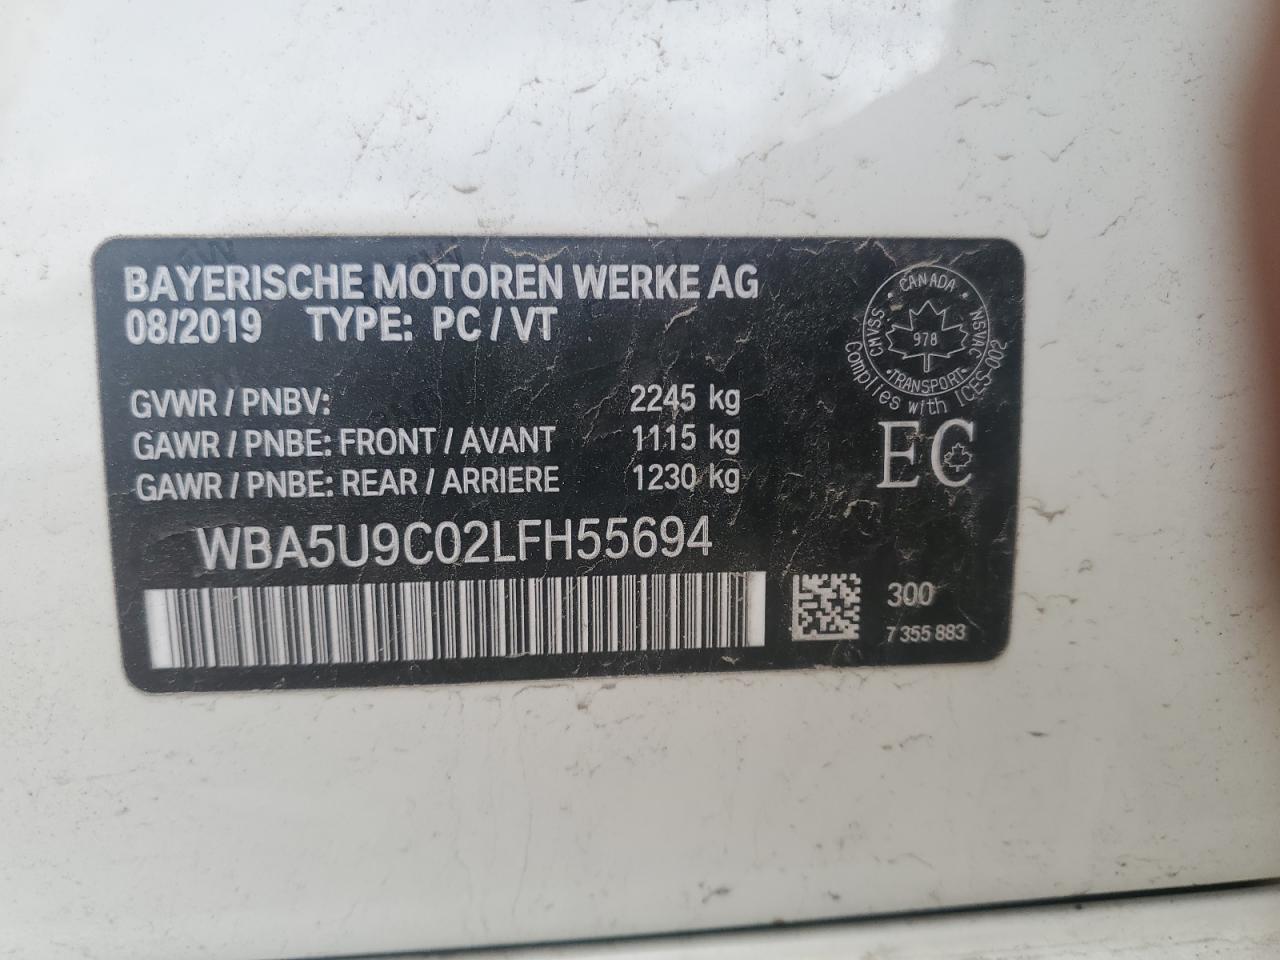 BAYERISCHE MOTOREN WERKE AG
08/2019 TYPE: PC / VT
GVWR / PNBV: 2245 kg
GAWR / PNBE: FRONT / AVANT 1115 kg
GAWR / PNBE: REAR / ARRIERE 1230 kg
WBA5U9C02LFH55694
CANADA
CMVSS
978
NSVAC
TRANSPORT
Complies with ICES-002
EC
300
7 355 883